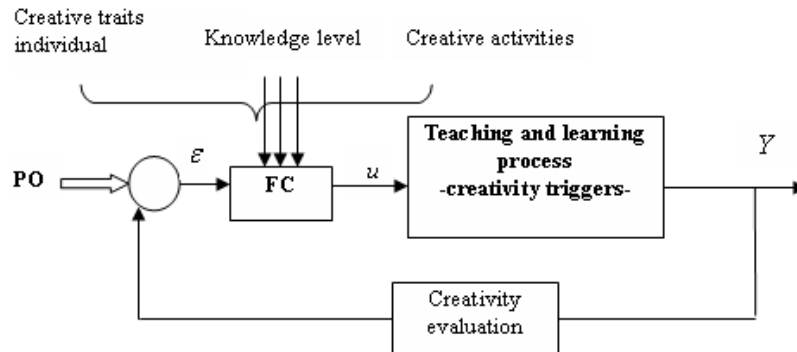 Creative traits
individual
Knowledge level
Creative activities
PO
ε
FC
u
Teaching and learning
process
-creativity triggers-
Y
Creativity
evaluation